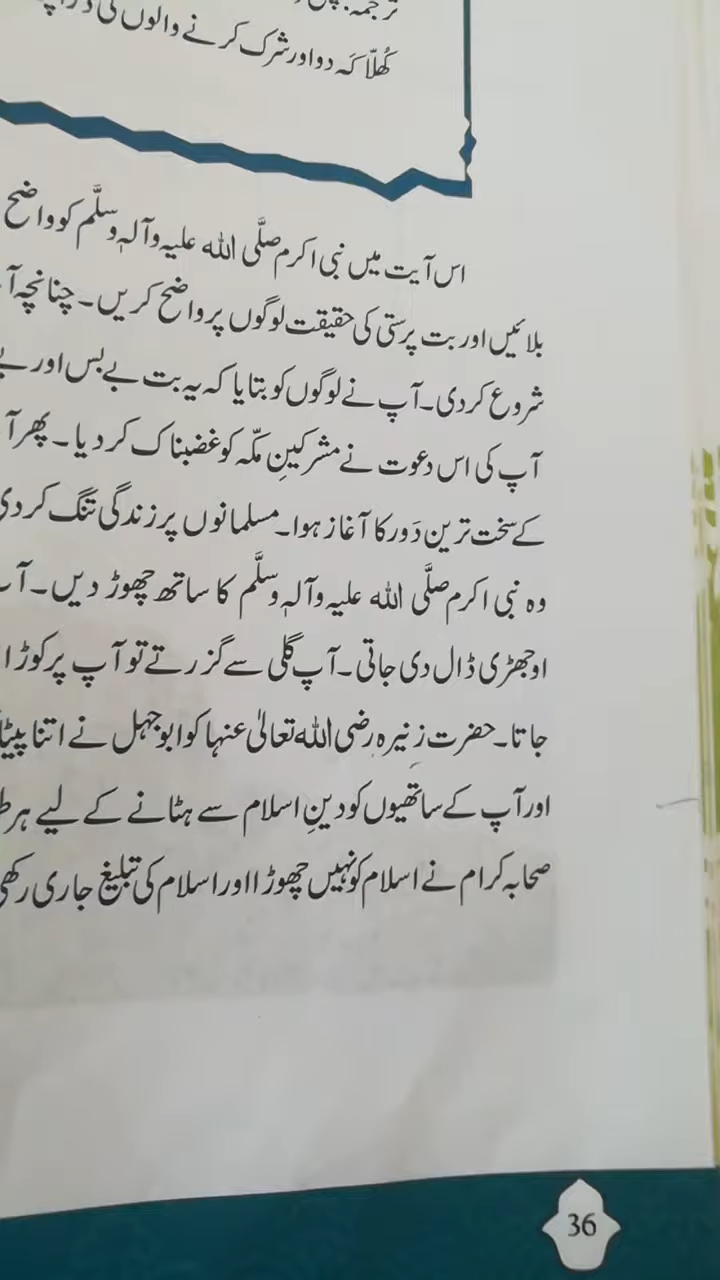 ترجمہ:
کُھلّا کَہ دو اور شرک کرنے والوں کی
اس آیت میں نبی اکرم صلَّی اللہ علیہ وآلہٖ وسلَّم کو واضح
بلائیں اور بت پرستی کی حقیقت لوگوں پر واضح کریں۔ چنانچہ
شروع کردی۔ آپ نے لوگوں کو بتایا کہ یہ بت بے بس اور
آپ کی اس دعوت نے مشرکینِ مکّہ کو غضبناک کر دیا۔ پھر
کے سخت ترین دَور کا آغاز ہوا۔ مسلمانوں پر زندگی تنگ کر دی
وہ نبی اکرم صلَّی اللہ علیہ وآلہٖ وسلَّم کا ساتھ چھوڑ دیں۔
اوجھڑی ڈال دی جاتی۔ آپ گلی سے گزرتے تو آپ پر کوڑا
جاتا۔ حضرت زِنیرہ رضی اللہ تعالیٰ عنہا کو ابوجہل نے اتنا پیٹا
اور آپ کے ساتھیوں کو دینِ اسلام سے ہٹانے کے لیے ہر
صحابہ کرام نے اسلام کو نہیں چھوڑا اور اسلام کی تبلیغ جاری رکھی
36